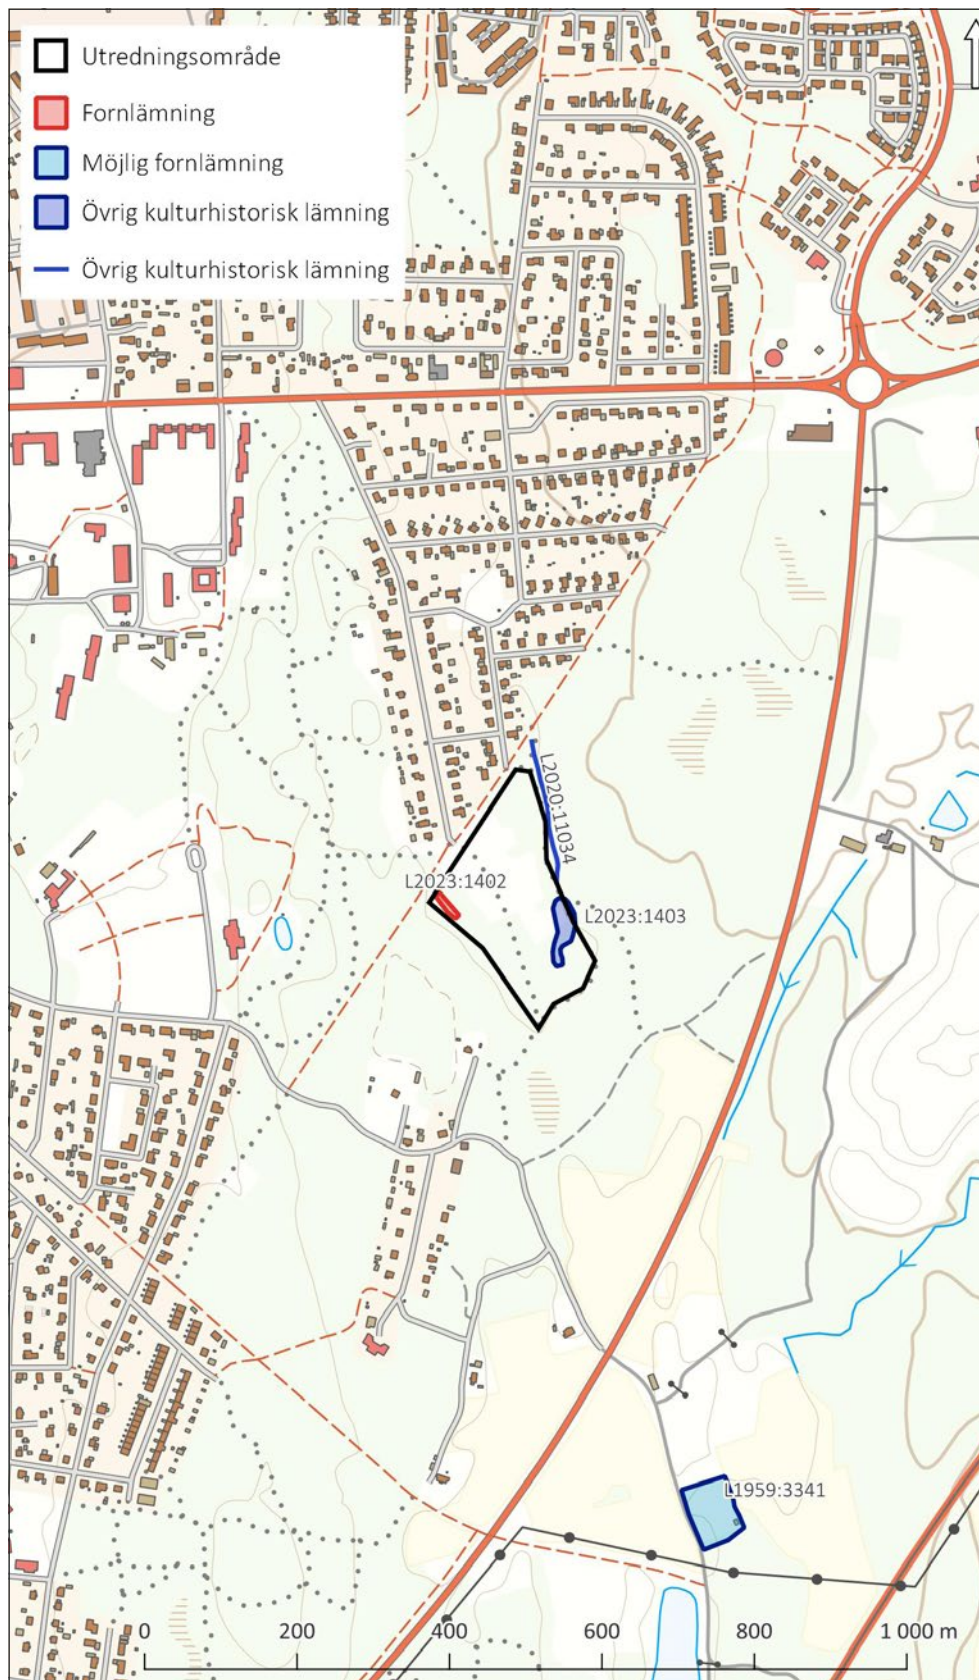 Utredningsområde
Fornlämning
Möjlig fornlämning
Övrig kulturhistorisk lämning
Övrig kulturhistorisk lämning
L2020:11034
L2023:1402
L2023:1403
L1959:3341
0 200 400 600 800 1 000 m